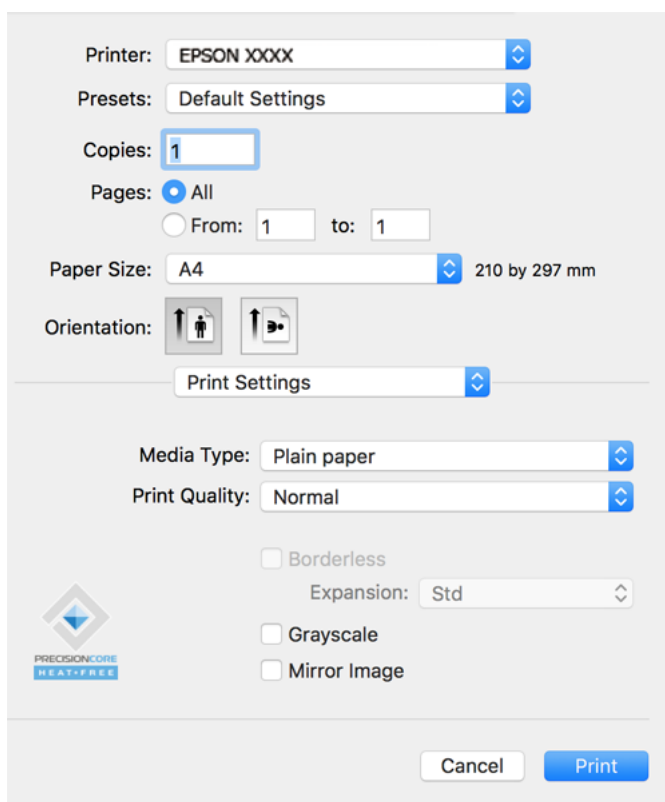 Printer: EPSON XXXX
Presets: Default Settings
Copies: 1
Pages: All
From: 1 to: 1
Paper Size: A4 210 by 297 mm
Orientation:
Print Settings
Media Type: Plain paper
Print Quality: Normal
Borderless
Expansion: Std
Grayscale
Mirror Image
PRECISIONCORE
HEAT•FREE
Cancel Print